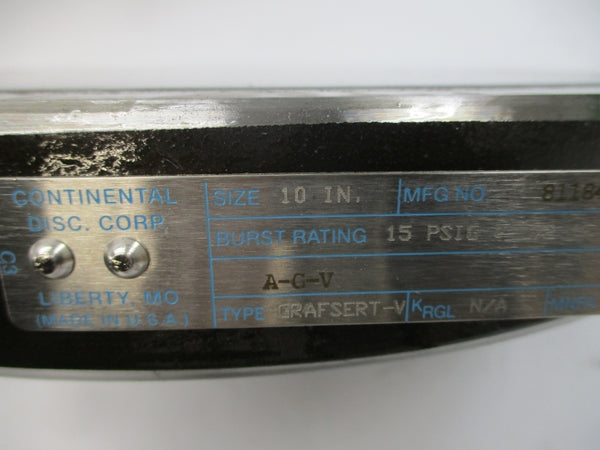 CONTINENTAL
DISC. CORP.
C3
LIBERTY, MO
(MADE IN U.S.A.)
SIZE 10 IN. MFG NO
BURST RATING 15 PSIG
A-G-V
TYPE GRAFSERT-V KRGL N/A